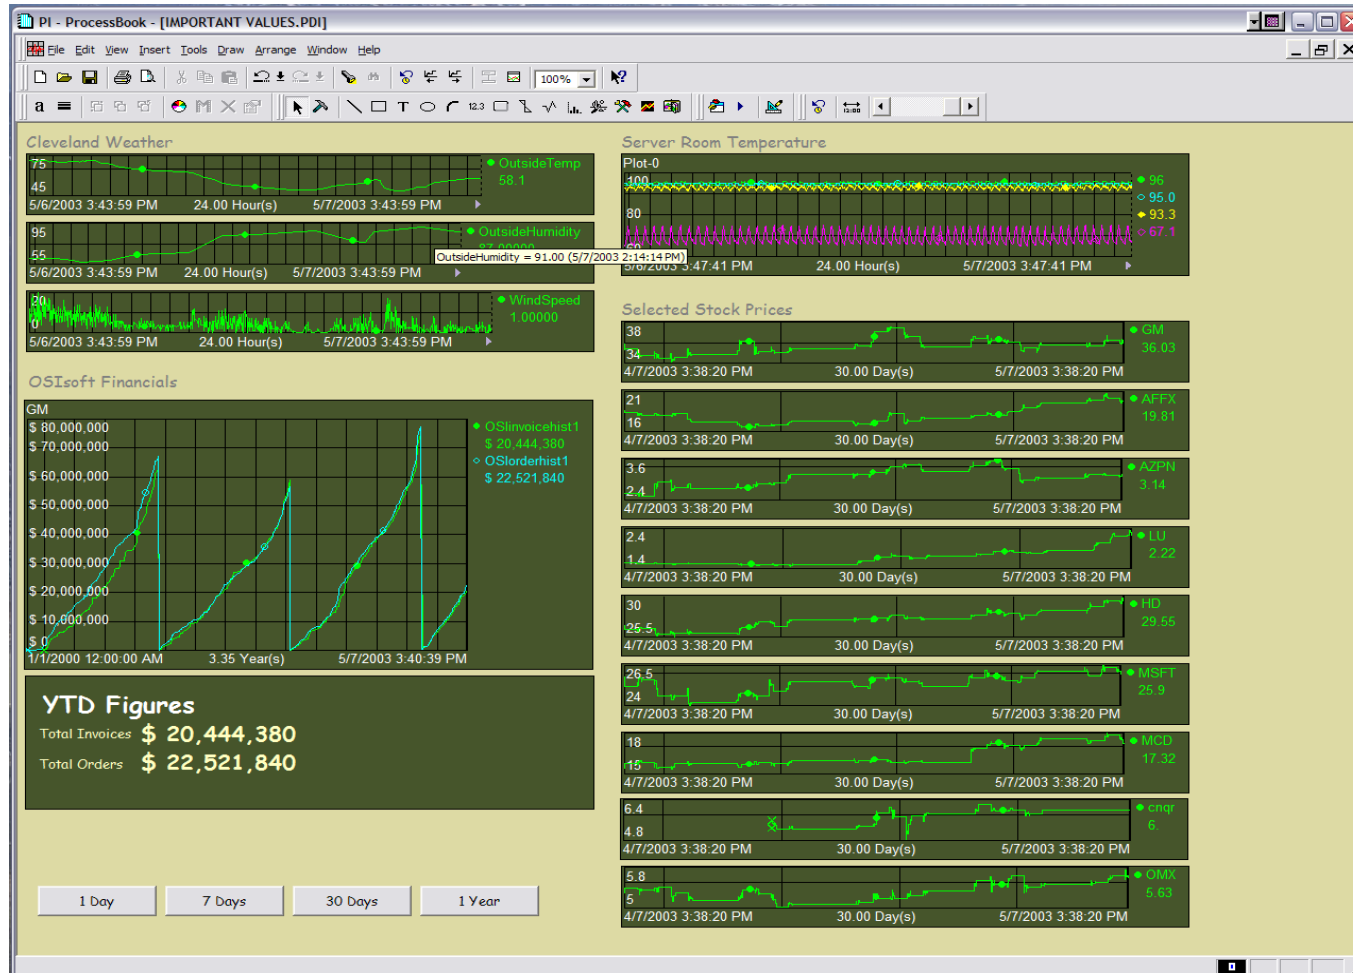 PI - ProcessBook - [IMPORTANT VALUES.PDI]
File Edit View Insert Tools Draw Arrange Window Help
100%
a T 12.3
Cleveland Weather
75
45
OutsideTemp
58.1
5/6/2003 3:43:59 PM 24.00 Hour(s) 5/7/2003 3:43:59 PM
95
55
OutsideHumidity
87.00000
OutsideHumidity = 91.00 (5/7/2003 2:14:14 PM)
5/6/2003 3:43:59 PM 24.00 Hour(s) 5/7/2003 3:43:59 PM
20
0
WindSpeed
1.00000
5/6/2003 3:43:59 PM 24.00 Hour(s) 5/7/2003 3:43:59 PM
OSIsoft Financials
GM
$ 80,000,000
$ 70,000,000
$ 60,000,000
$ 50,000,000
$ 40,000,000
$ 30,000,000
$ 20,000,000
$ 10,000,000
$ 0
OSIinvoicehist1
$ 20,444,380
OSIorderhist1
$ 22,521,840
1/1/2000 12:00:00 AM 3.35 Year(s) 5/7/2003 3:40:39 PM
YTD Figures
Total Invoices $ 20,444,380
Total Orders $ 22,521,840
1 Day 7 Days 30 Days 1 Year
Server Room Temperature
Plot-0
100
80
60
96
95.0
93.3
67.1
5/6/2003 3:47:41 PM 24.00 Hour(s) 5/7/2003 3:47:41 PM
Selected Stock Prices
38
34
GM
36.03
4/7/2003 3:38:20 PM 30.00 Day(s) 5/7/2003 3:38:20 PM
21
16
AFFX
19.81
4/7/2003 3:38:20 PM 30.00 Day(s) 5/7/2003 3:38:20 PM
3.6
2.4
AZPN
3.14
4/7/2003 3:38:20 PM 30.00 Day(s) 5/7/2003 3:38:20 PM
2.4
1.4
LU
2.22
4/7/2003 3:38:20 PM 30.00 Day(s) 5/7/2003 3:38:20 PM
30
25.5
HD
29.55
4/7/2003 3:38:20 PM 30.00 Day(s) 5/7/2003 3:38:20 PM
26.5
24
MSFT
25.9
4/7/2003 3:38:20 PM 30.00 Day(s) 5/7/2003 3:38:20 PM
18
15
MCD
17.32
4/7/2003 3:38:20 PM 30.00 Day(s) 5/7/2003 3:38:20 PM
6.4
4.8
cnqr
6.
4/7/2003 3:38:20 PM 30.00 Day(s) 5/7/2003 3:38:20 PM
5.8
5
OMX
5.63
4/7/2003 3:38:20 PM 30.00 Day(s) 5/7/2003 3:38:20 PM